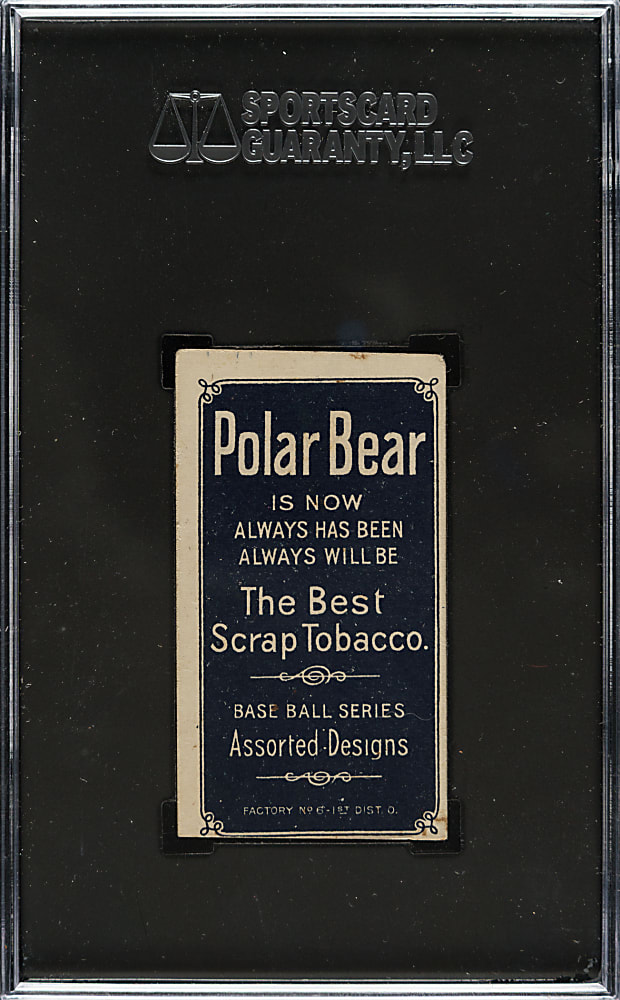 SPORTSCARD
GUARANTY, LLC
Polar Bear
IS NOW
ALWAYS HAS BEEN
ALWAYS WILL BE
The Best
Scrap Tobacco.
BASE BALL SERIES
Assorted Designs
FACTORY Nº 6-1ST DIST. O.